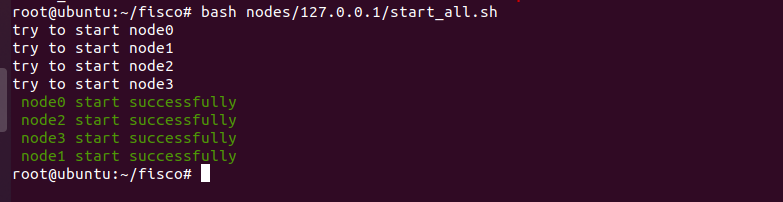 root@ubuntu:~/fisco# bash nodes/127.0.0.1/start_all.sh
try to start node0
try to start node1
try to start node2
try to start node3
node0 start successfully
node2 start successfully
node3 start successfully
node1 start successfully
root@ubuntu:~/fisco#